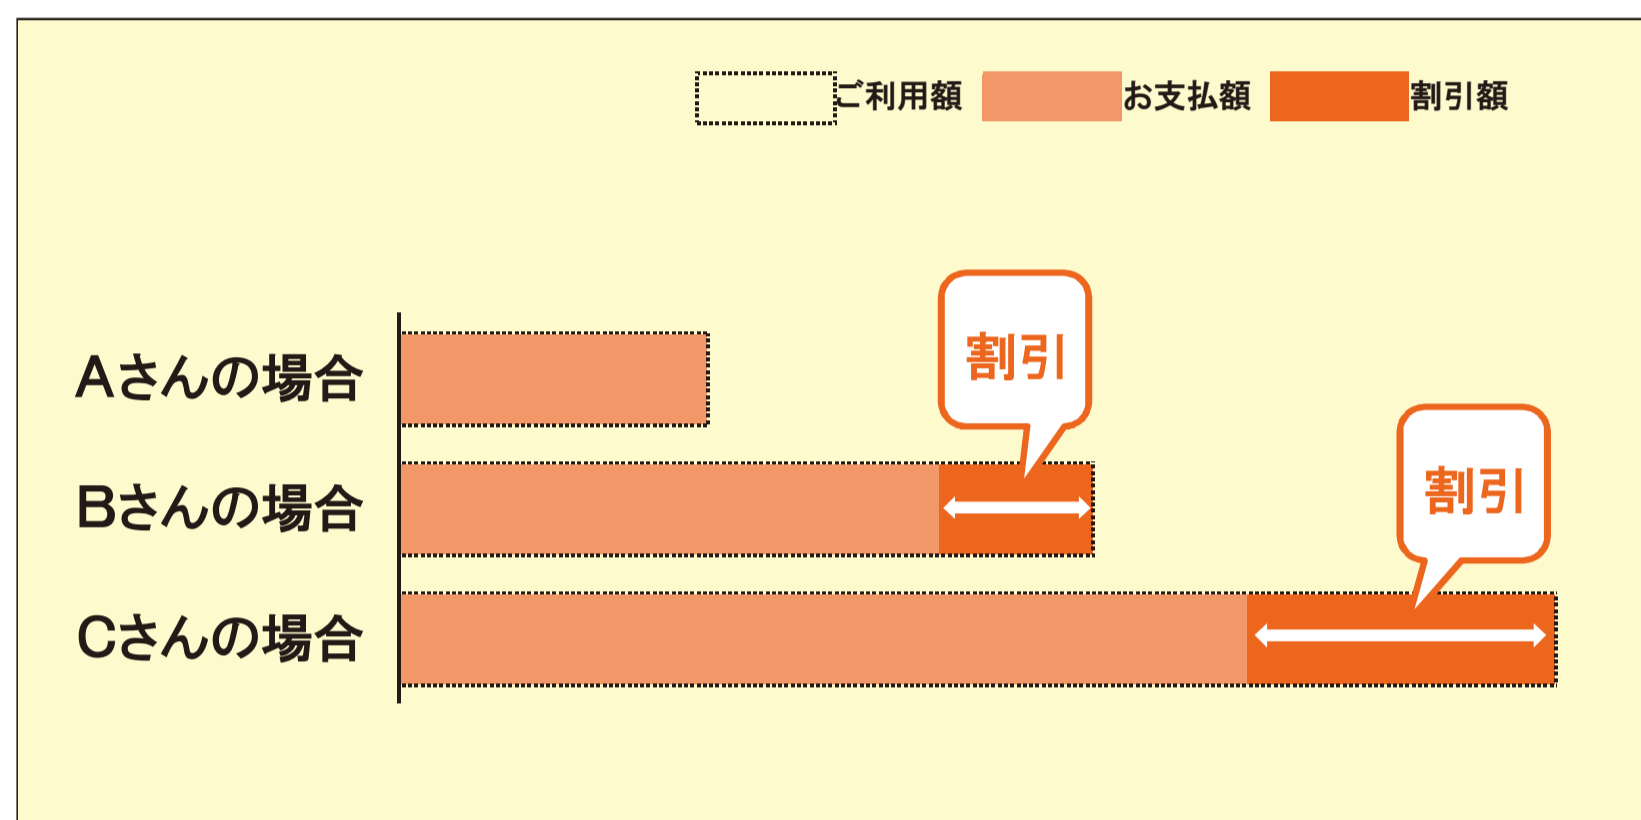 ご利用額 お支払額 割引額
割引
Aさんの場合
割引
Bさんの場合
Cさんの場合